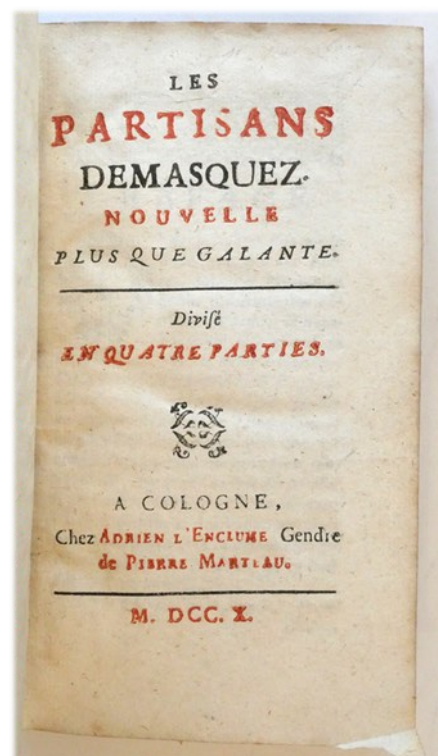 LES
PARTISANS
DEMASQUEZ.
NOUVELLE
PLUS QUE GALANTE.
Divisé
EN QUATRE PARTIES.
A COLOGNE,
Chez ADRIEN L'ENCLUME Gendre
de PIERRE MARTEAU.
M. DCC. X.